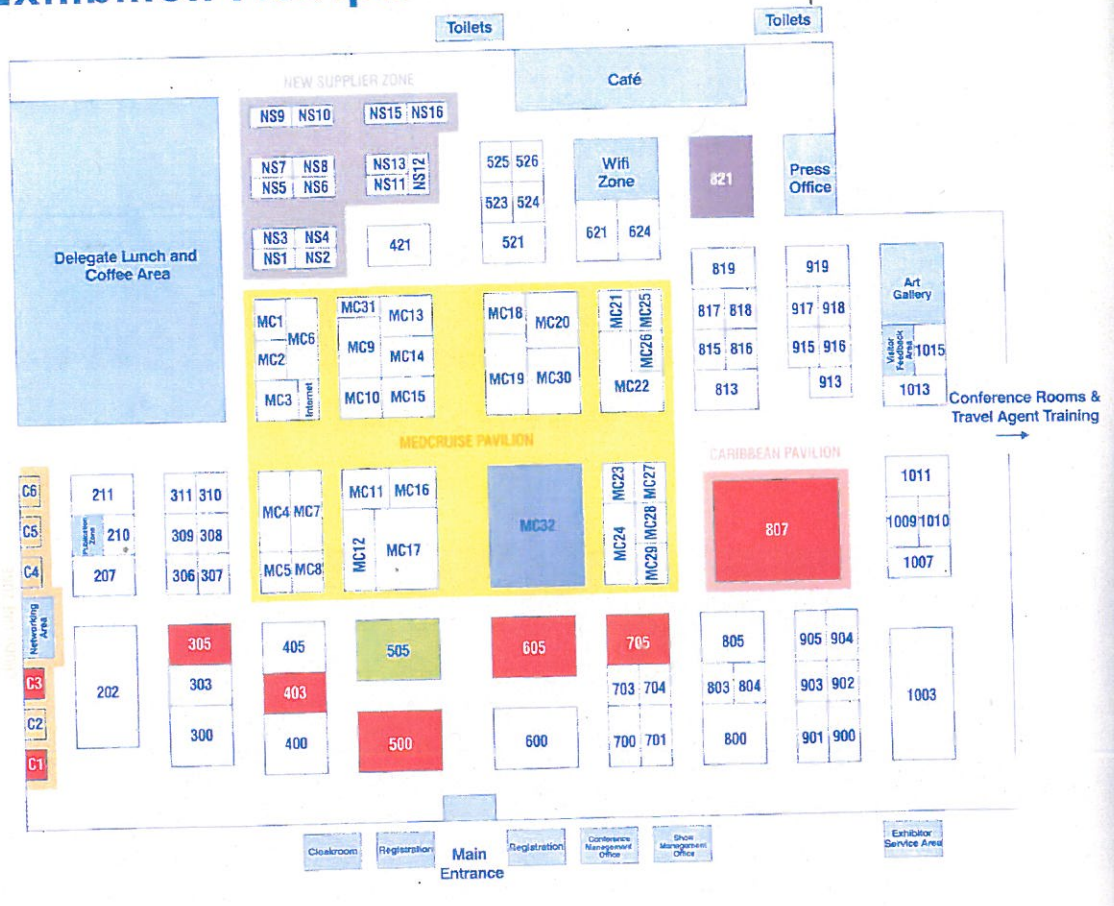 Toilets
Toilets
Café
NEW SUPPLIER ZONE
NS9 NS10
NS15 NS16
NS7 NS8
NS5 NS6
NS13
NS11
NS12
NS3 NS4
NS1 NS2
421
525 526
523 524
521
Wifi
Zone
621 624
821
Press
Office
Delegate Lunch and
Coffee Area
819
817 818
815 816
813
919
917 918
915 916
913
Art
Gallery
Visitor
Feedback
Area
1015
1013
Conference Rooms &
Travel Agent Training
MC1
MC2
MC6
MC3
Internet
MC31
MC13
MC9
MC14
MC10 MC15
MC18
MC20
MC19 MC30
MC21
MC25
MC26
MC22
MEDCRUISE PAVILION
CARIBBEAN PAVILION
C6
C5
C4
Networking
Area
C3
C2
C1
211
Publication
Zone
210
207
311 310
309 308
306 307
MC4 MC7
MC5 MC8
MC11 MC16
MC12
MC17
MC32
MC23
MC27
MC24
MC28
MC29
807
1011
1009 1010
1007
202
305
303
300
405
403
400
505
500
605
600
705
703 704
700 701
805
803 804
800
905 904
903 902
901 900
1003
Cloakroom
Registration
Main
Entrance
Registration
Conference
Management
Office
Show
Management
Office
Exhibitor
Service Area